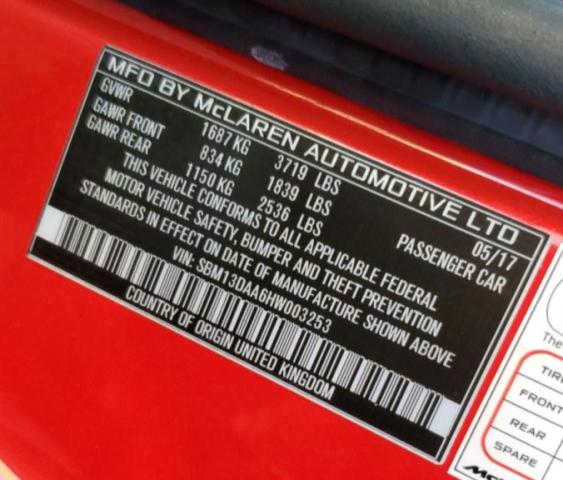 MFD BY McLAREN AUTOMOTIVE LTD
GVWR 1687 KG 3719 LBS 05/17
GAWR FRONT 834 KG 1839 LBS PASSENGER CAR
GAWR REAR 1150 KG 2536 LBS
THIS VEHICLE CONFORMS TO ALL APPLICABLE FEDERAL
MOTOR VEHICLE SAFETY, BUMPER AND THEFT PREVENTION
STANDARDS IN EFFECT ON DATE OF MANUFACTURE SHOWN ABOVE
VIN: SBM13DAA6HW003253
COUNTRY OF ORIGIN UNITED KINGDOM
The
FRONT
REAR
SPARE